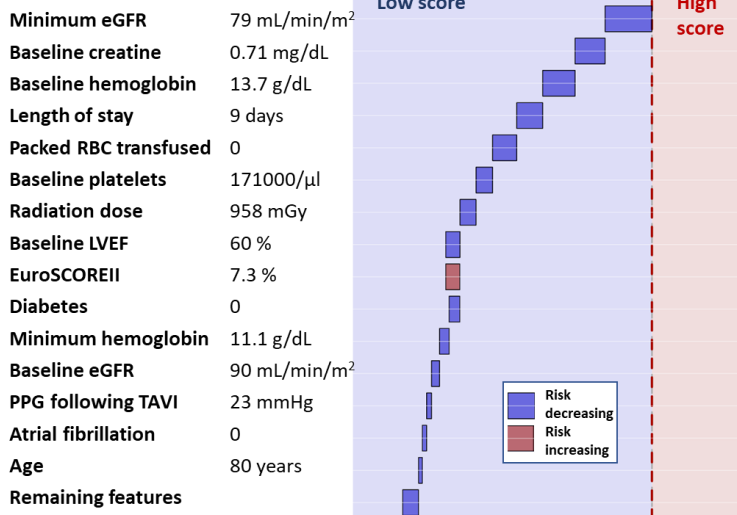 Low score
High
score
Minimum eGFR 79 mL/min/m²
Baseline creatine 0.71 mg/dL
Baseline hemoglobin 13.7 g/dL
Length of stay 9 days
Packed RBC transfused 0
Baseline platelets 171000/µl
Radiation dose 958 mGy
Baseline LVEF 60 %
EuroSCOREII 7.3 %
Diabetes 0
Minimum hemoglobin 11.1 g/dL
Baseline eGFR 90 mL/min/m²
PPG following TAVI 23 mmHg
Atrial fibrillation 0
Age 80 years
Remaining features
Risk
decreasing
Risk
increasing